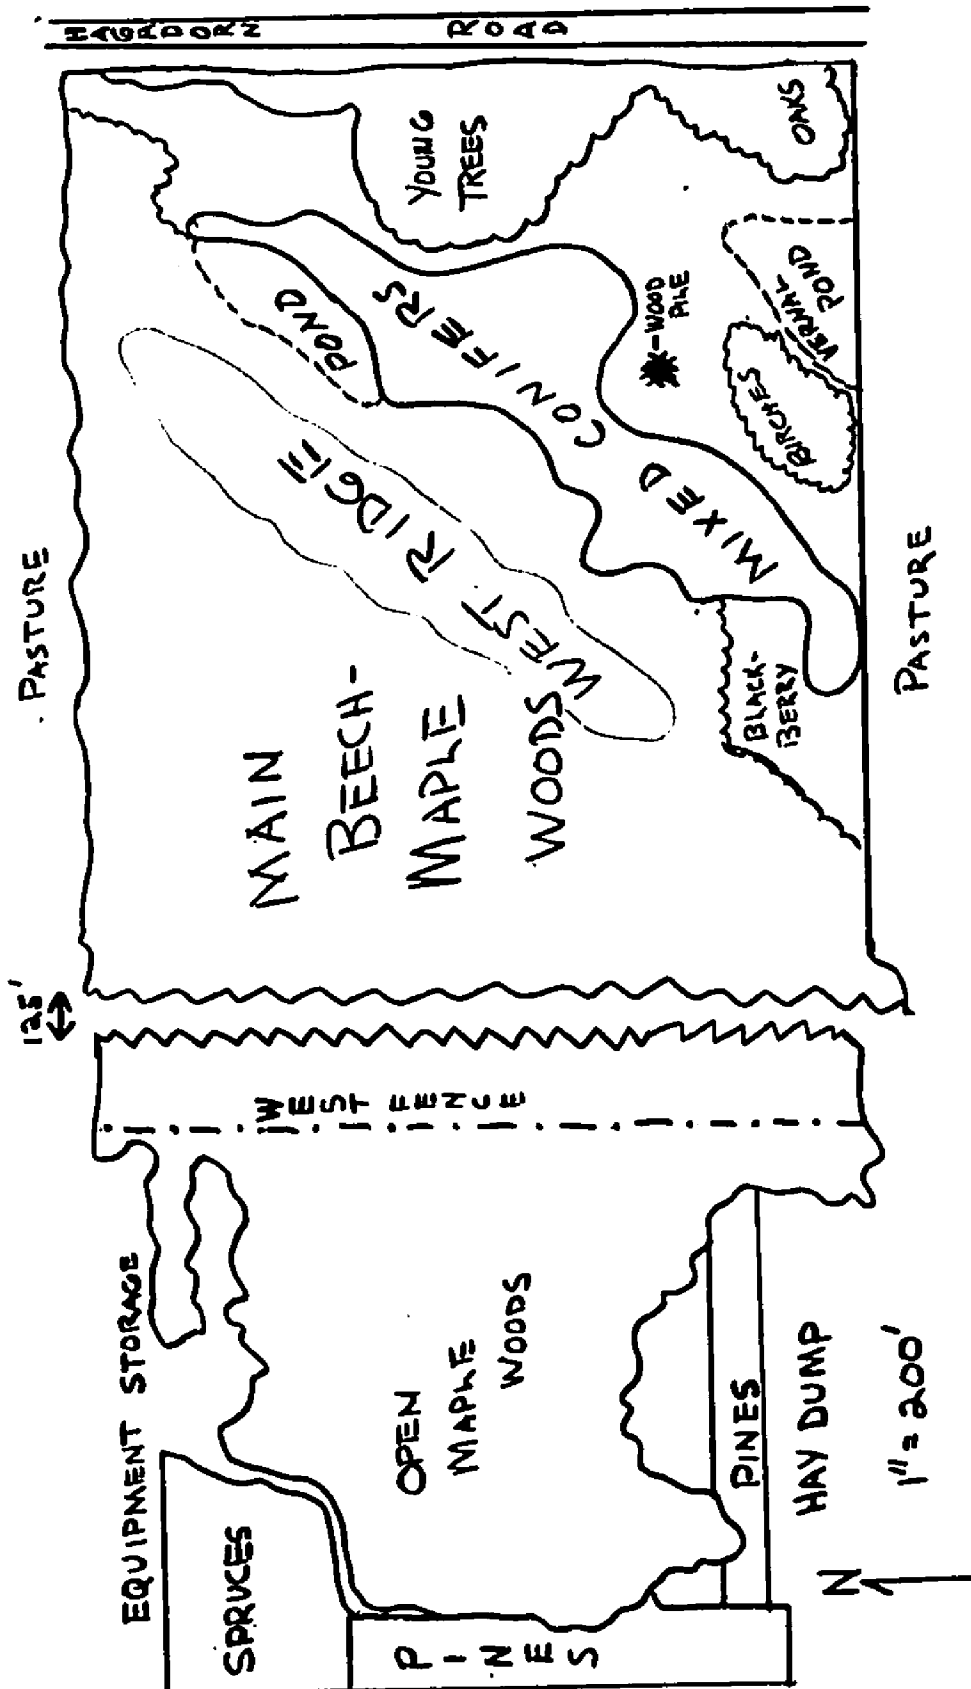 HAGADORN ROAD
PASTURE
125'
EQUIPMENT STORAGE
SPRUCES
PINES
OPEN
MAPLE
WOODS
WEST FENCE
MAIN
BEECH-
MAPLE
WOODS
WEST RIDGE
POND
MIXED CONIFERS
YOUNG
TREES
WOOD
PILE
OAKS
VERNAL
POND
BIRCHES
BLACK-
BERRY
PASTURE
PINES
HAY DUMP
1" = 200'
N